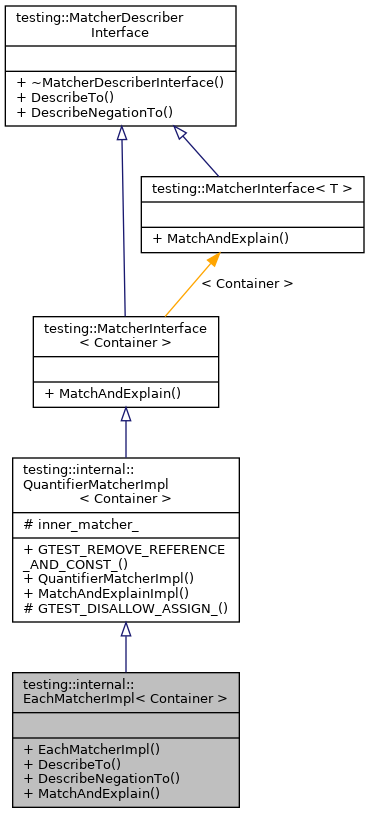 testing::MatcherDescriber
Interface
+ ~MatcherDescriberInterface()
+ DescribeTo()
+ DescribeNegationTo()
testing::MatcherInterface< T >
+ MatchAndExplain()
< Container >
testing::MatcherInterface
< Container >
+ MatchAndExplain()
testing::internal::
QuantifierMatcherImpl
< Container >
# inner_matcher_
+ GTEST_REMOVE_REFERENCE
_AND_CONST_()
+ QuantifierMatcherImpl()
+ MatchAndExplainImpl()
# GTEST_DISALLOW_ASSIGN_()
testing::internal::
EachMatcherImpl< Container >
+ EachMatcherImpl()
+ DescribeTo()
+ DescribeNegationTo()
+ MatchAndExplain()